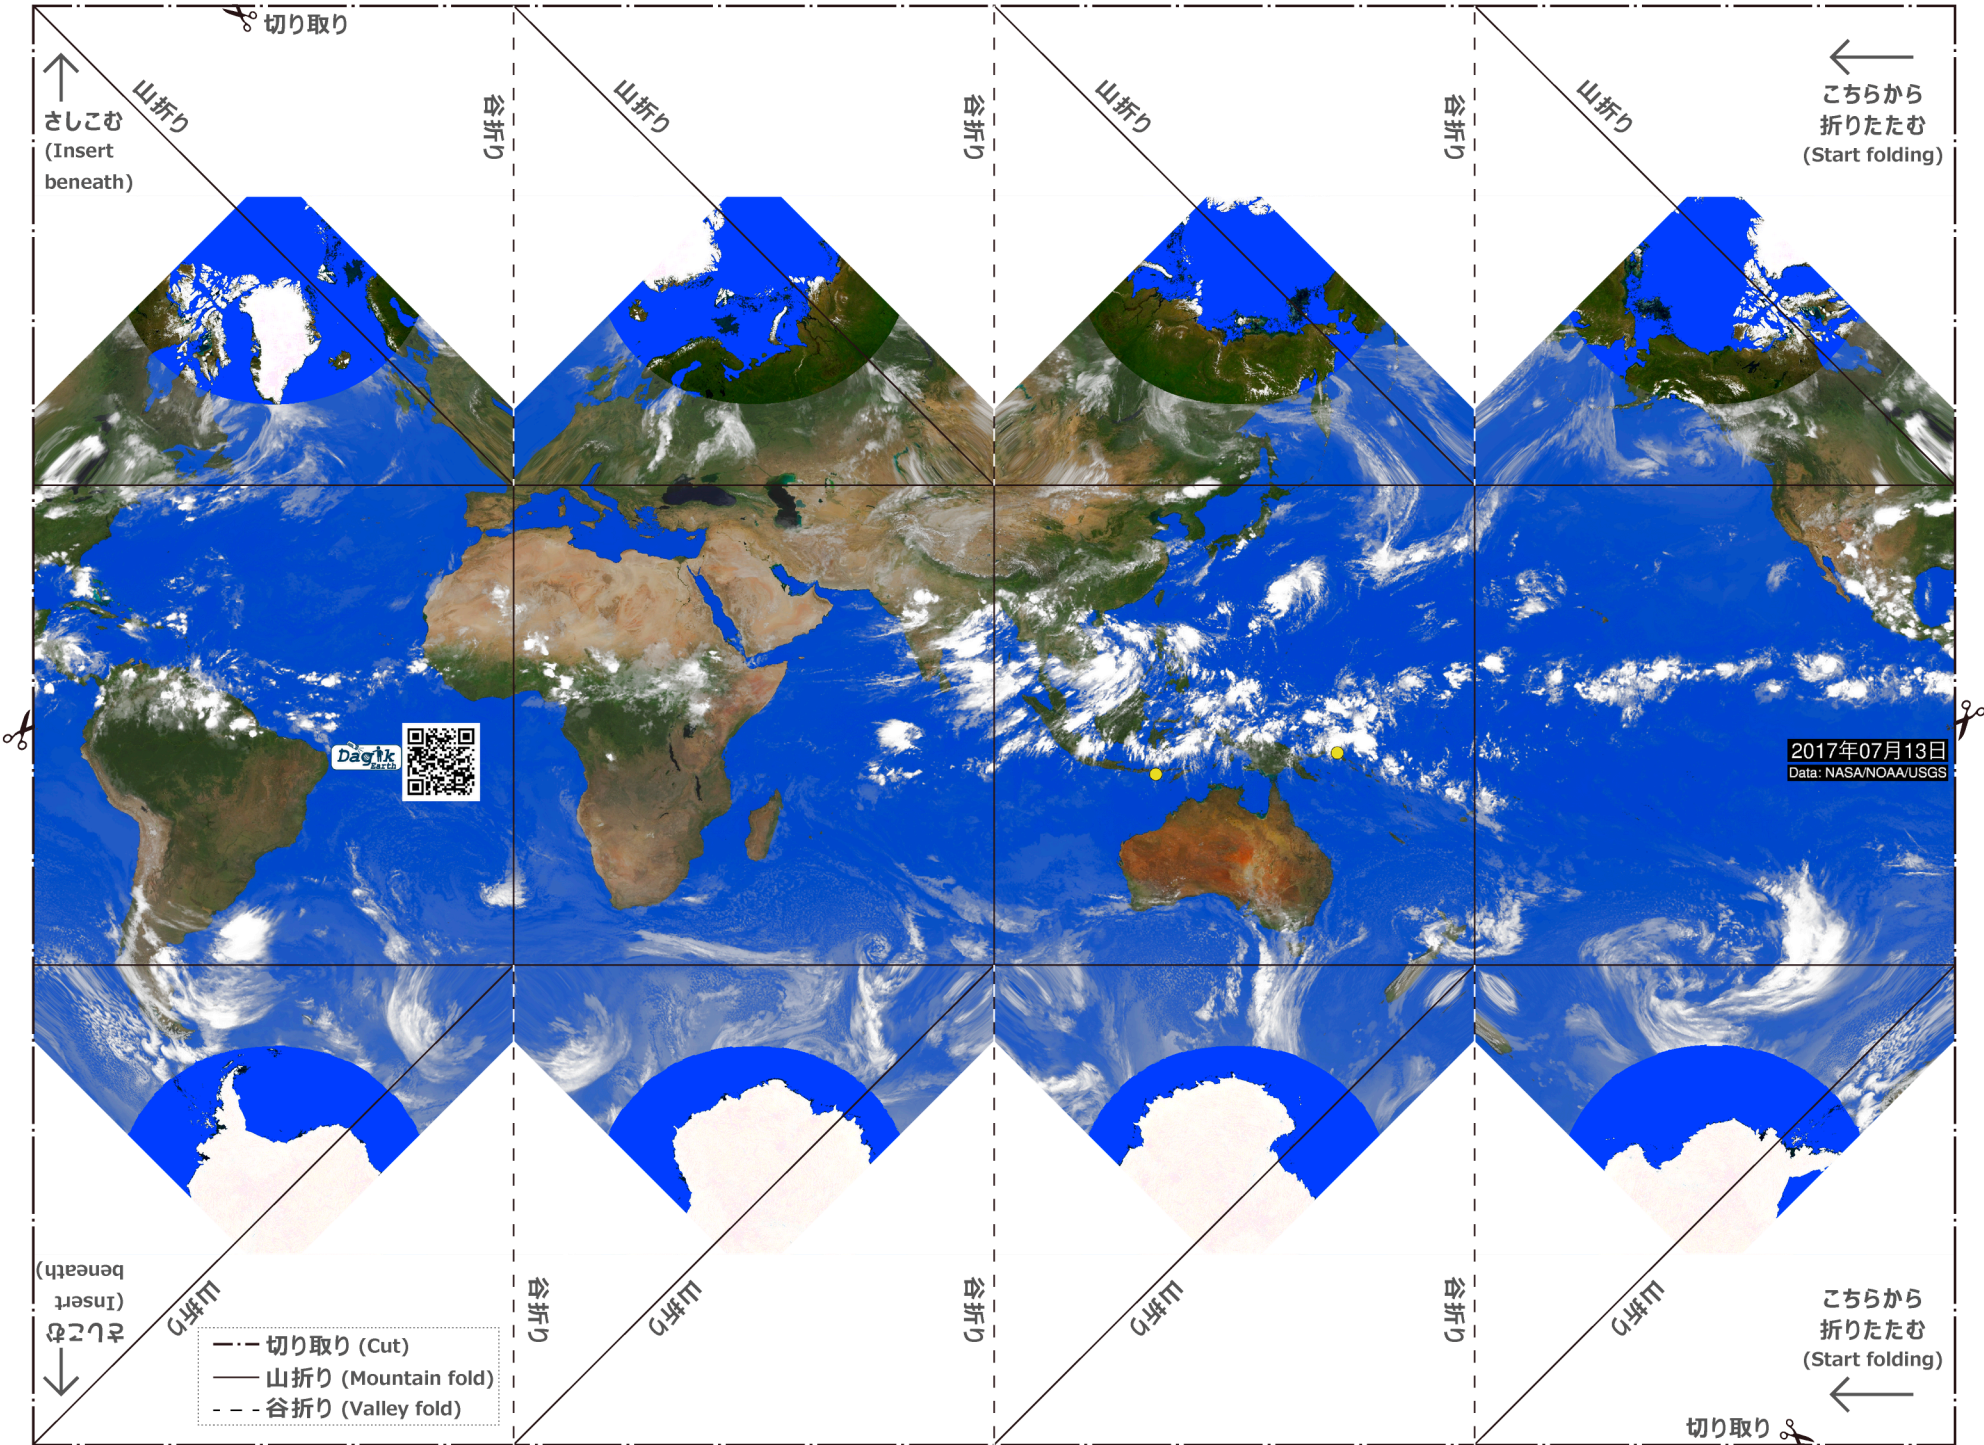 切り取り
山折り
谷折り
山折り
谷折り
山折り
谷折り
山折り
さしこむ
(Insert
beneath)
こちらから
折りたたむ
(Start folding)
Dagik
Earth
2017年07月13日
Data: NASA/NOAA/USGS
さしこむ
(Insert
beneath)
山折り
谷折り
山折り
谷折り
山折り
谷折り
山折り
切り取り (Cut)
山折り (Mountain fold)
谷折り (Valley fold)
こちらから
折りたたむ
(Start folding)
切り取り